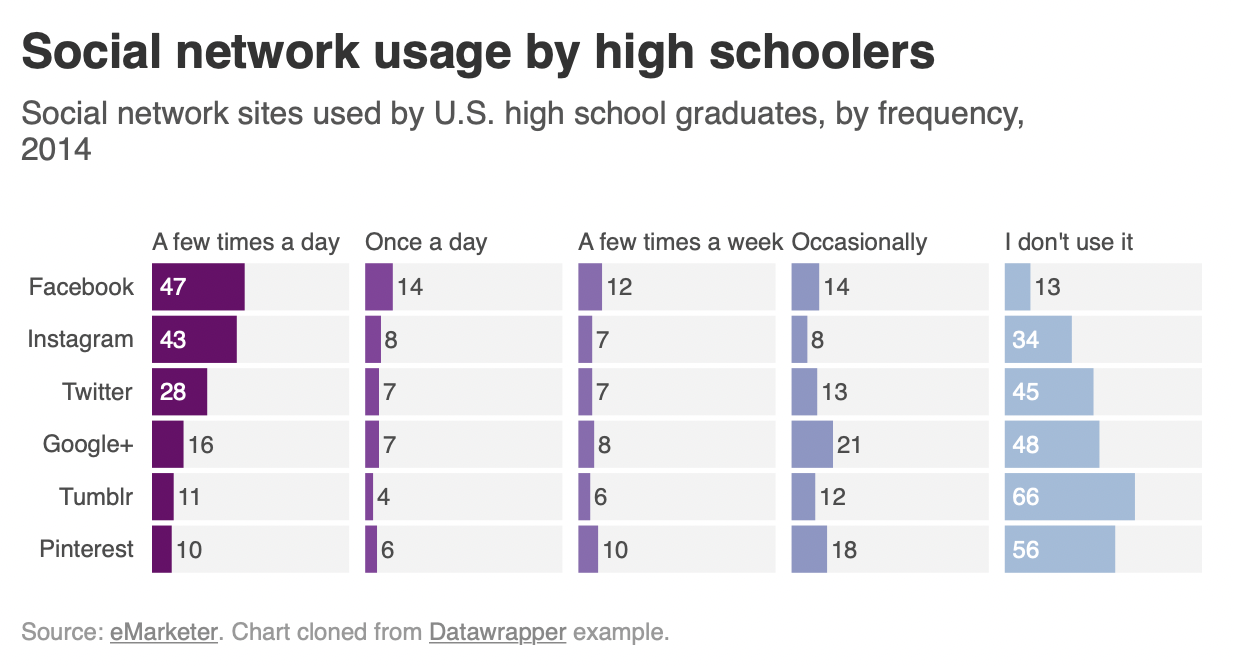 Social network usage by high schoolers
Social network sites used by U.S. high school graduates, by frequency,
2014
A few times a day Once a day A few times a week Occasionally I don't use it
Facebook 47 14 12 14 13
Instagram 43 8 7 8 34
Twitter 28 7 7 13 45
Google+ 16 7 8 21 48
Tumblr 11 4 6 12 66
Pinterest 10 6 10 18 56
Source: eMarketer. Chart cloned from Datawrapper example.